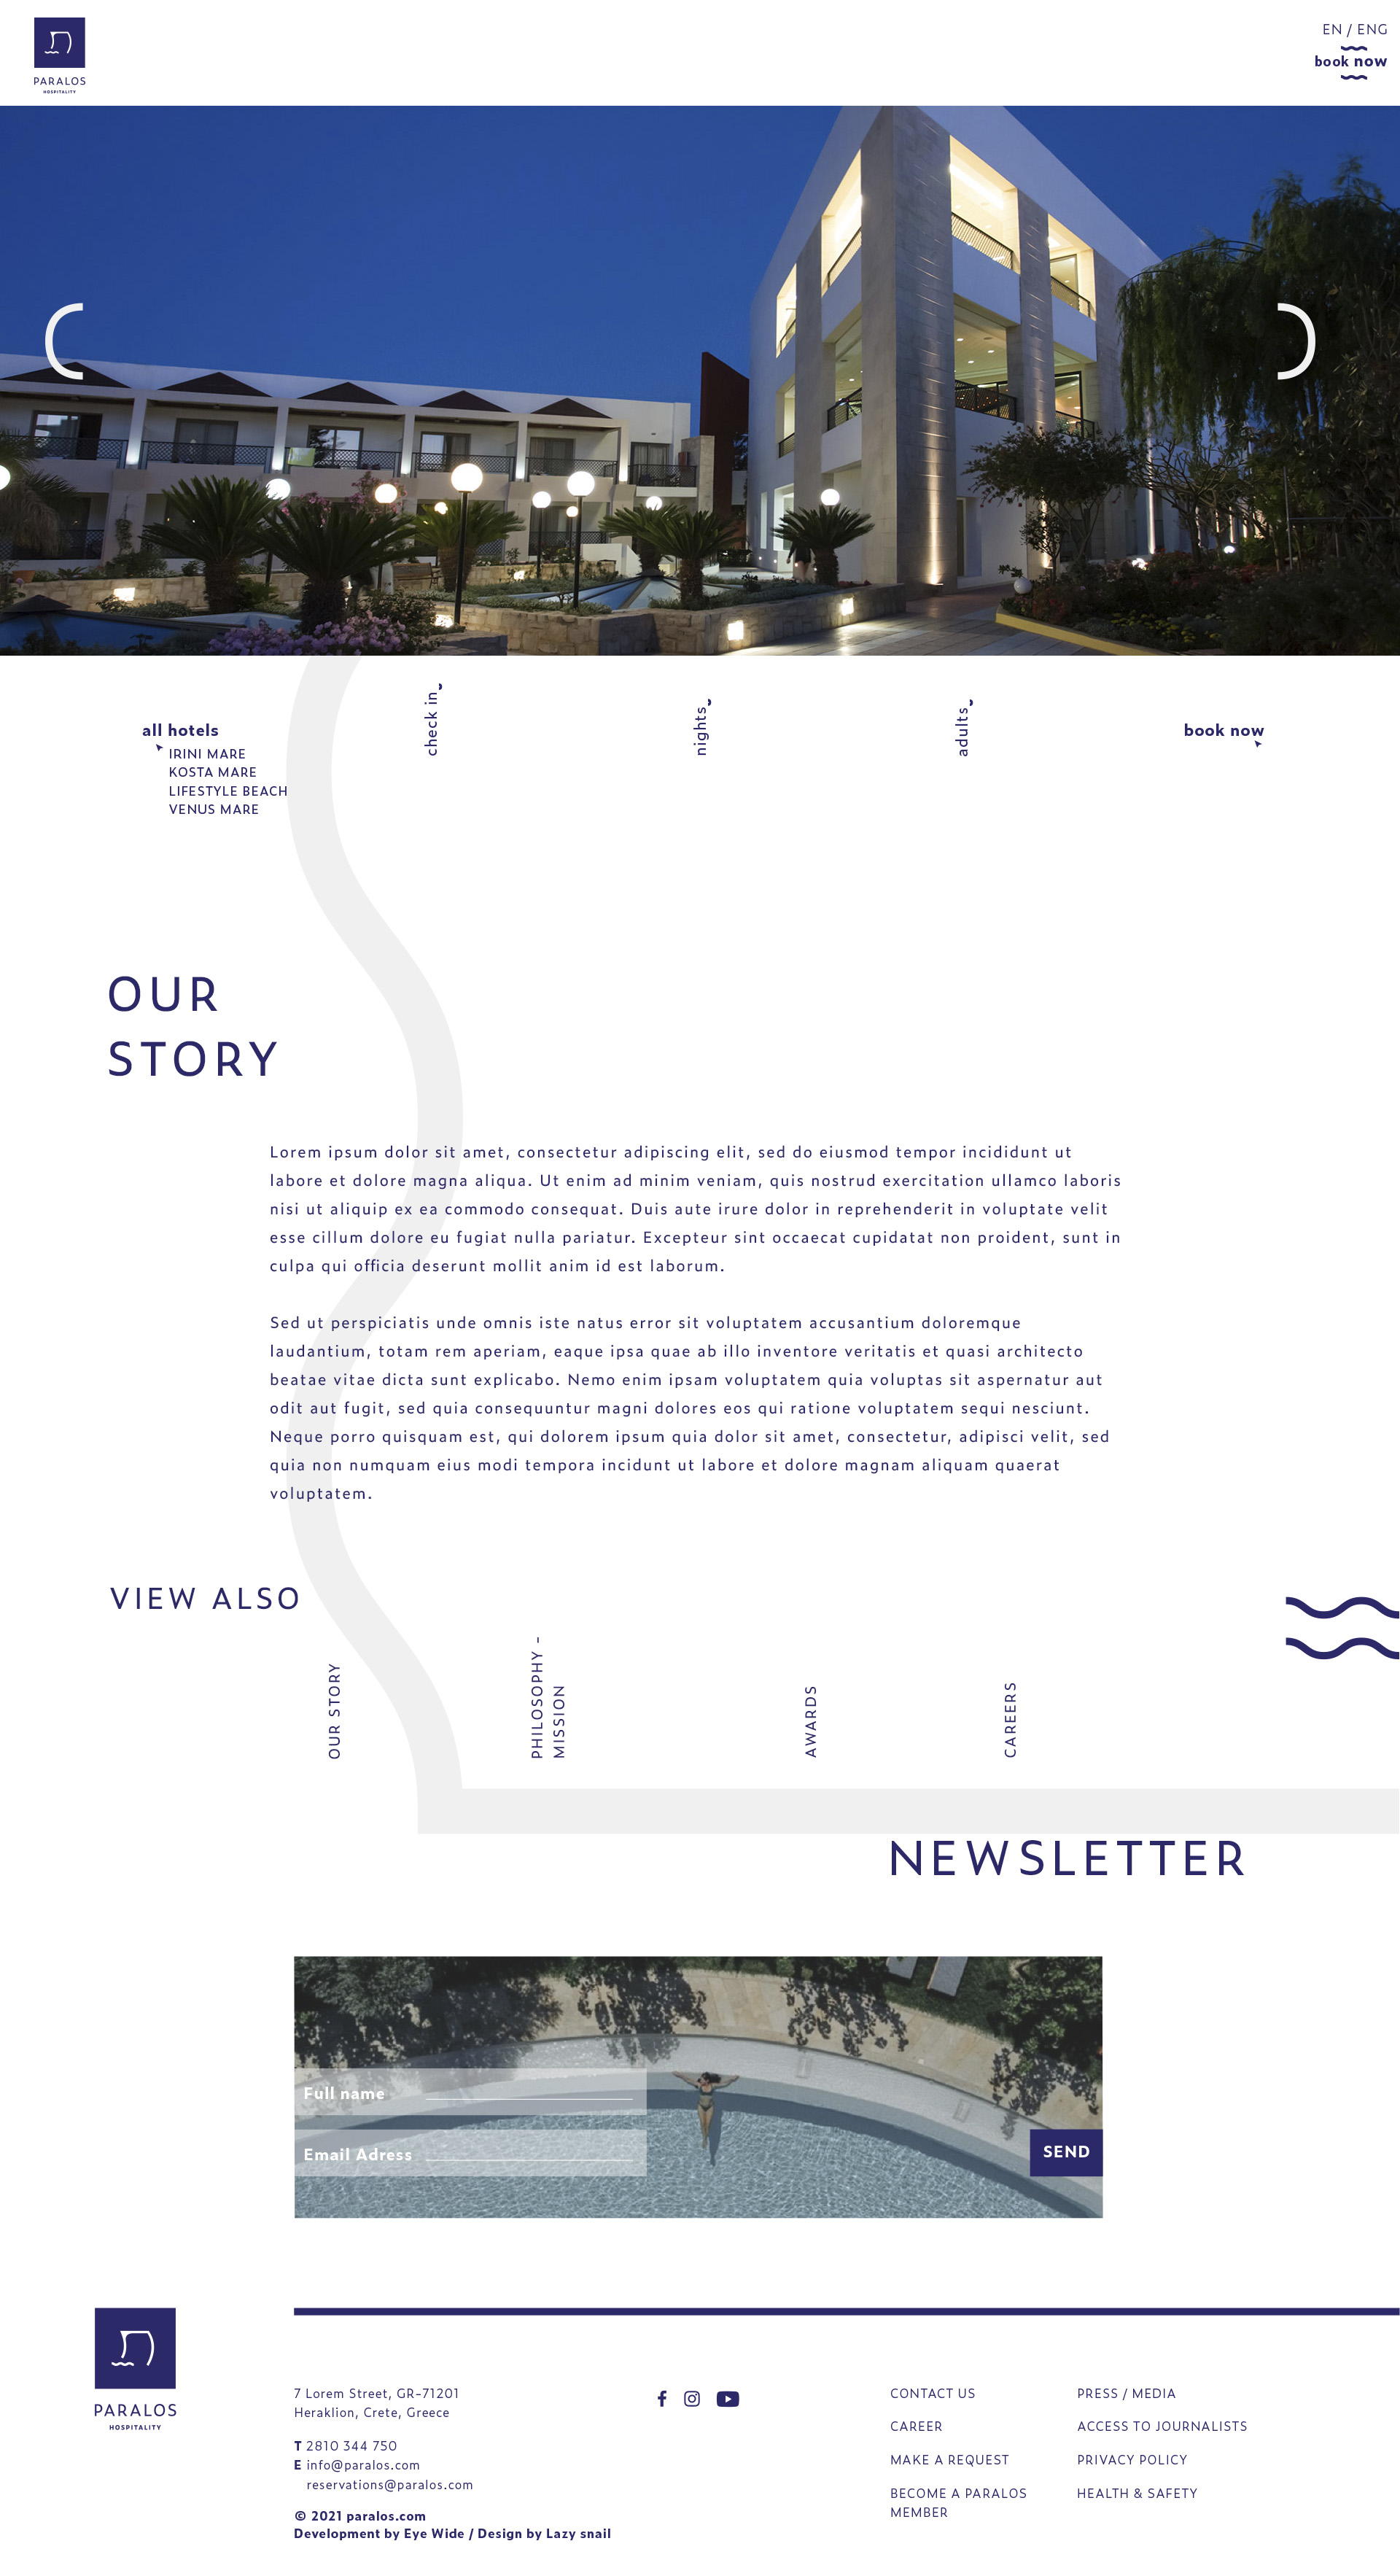 PARALOS
HOSPITALITY
EN / ENG
book now
all hotels
IRINI MARE
KOSTA MARE
LIFESTYLE BEACH
VENUS MARE
check in
nights
adults
book now
OUR
STORY
Lorem ipsum dolor sit amet, consectetur adipiscing elit, sed do eiusmod tempor incididunt ut
labore et dolore magna aliqua. Ut enim ad minim veniam, quis nostrud exercitation ullamco laboris
nisi ut aliquip ex ea commodo consequat. Duis aute irure dolor in reprehenderit in voluptate velit
esse cillum dolore eu fugiat nulla pariatur. Excepteur sint occaecat cupidatat non proident, sunt in
culpa qui officia deserunt mollit anim id est laborum.
Sed ut perspiciatis unde omnis iste natus error sit voluptatem accusantium doloremque
laudantium, totam rem aperiam, eaque ipsa quae ab illo inventore veritatis et quasi architecto
beatae vitae dicta sunt explicabo. Nemo enim ipsam voluptatem quia voluptas sit aspernatur aut
odit aut fugit, sed quia consequuntur magni dolores eos qui ratione voluptatem sequi nesciunt.
Neque porro quisquam est, qui dolorem ipsum quia dolor sit amet, consectetur, adipisci velit, sed
quia non numquam eius modi tempora incidunt ut labore et dolore magnam aliquam quaerat
voluptatem.
VIEW ALSO
OUR STORY
PHILOSOPHY -
MISSION
AWARDS
CAREERS
NEWSLETTER
Full name
Email Adress
SEND
PARALOS
HOSPITALITY
7 Lorem Street, GR-71201
Heraklion, Crete, Greece
T 2810 344 750
E info@paralos.com
reservations@paralos.com
© 2021 paralos.com
Development by Eye Wide / Design by Lazy snail
CONTACT US
CAREER
MAKE A REQUEST
BECOME A PARALOS
MEMBER
PRESS / MEDIA
ACCESS TO JOURNALISTS
PRIVACY POLICY
HEALTH & SAFETY